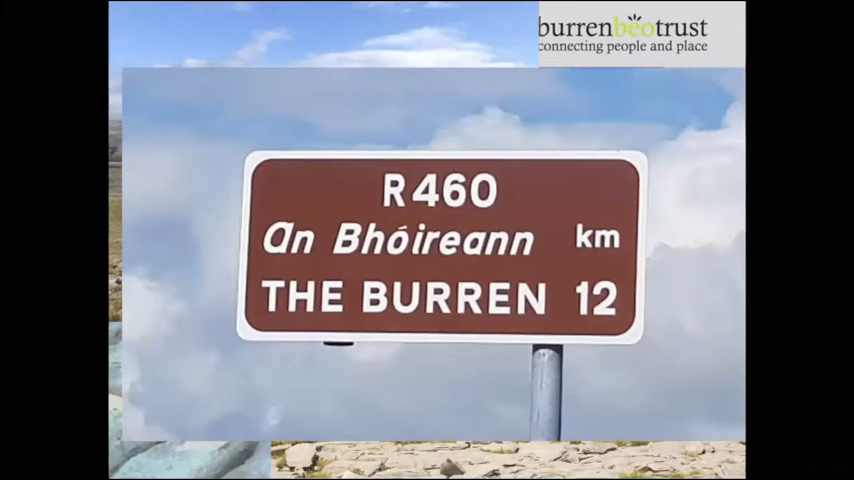 burrenbeotrust
connecting people and place
R460
An Bhóireann km
THE BURREN 12